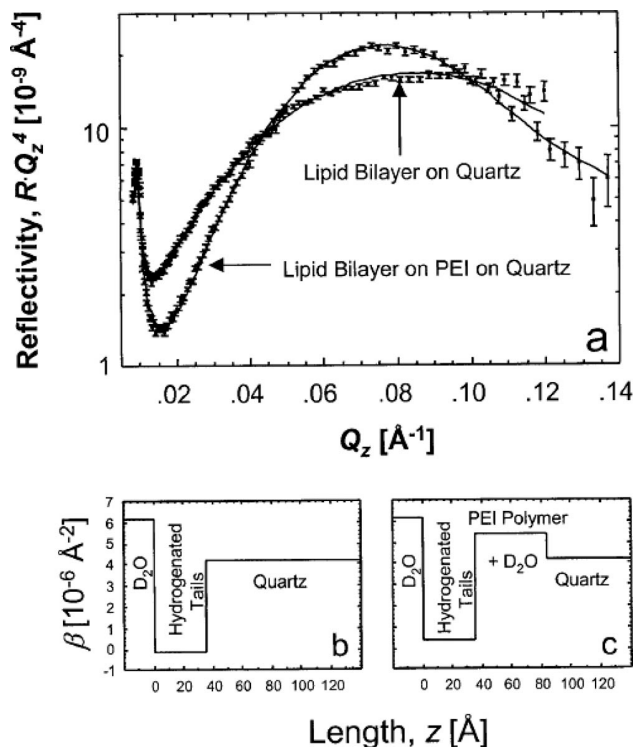 Reflectivity, R·Q_z^4 [10^-9 Å^-4]
10
1
Lipid Bilayer on Quartz
Lipid Bilayer on PEI on Quartz
a
.02 .04 .06 .08 .10 .12 .14
Q_z [Å^-1]
β [10^-6 Å^-2]
6
5
4
3
2
1
0
-1
D₂O
Hydrogenated
Tails
Quartz
b
0 20 40 60 80 100 120
D₂O
Hydrogenated
Tails
PEI Polymer
+ D₂O
Quartz
c
0 20 40 60 80 100 120
Length, z [Å]